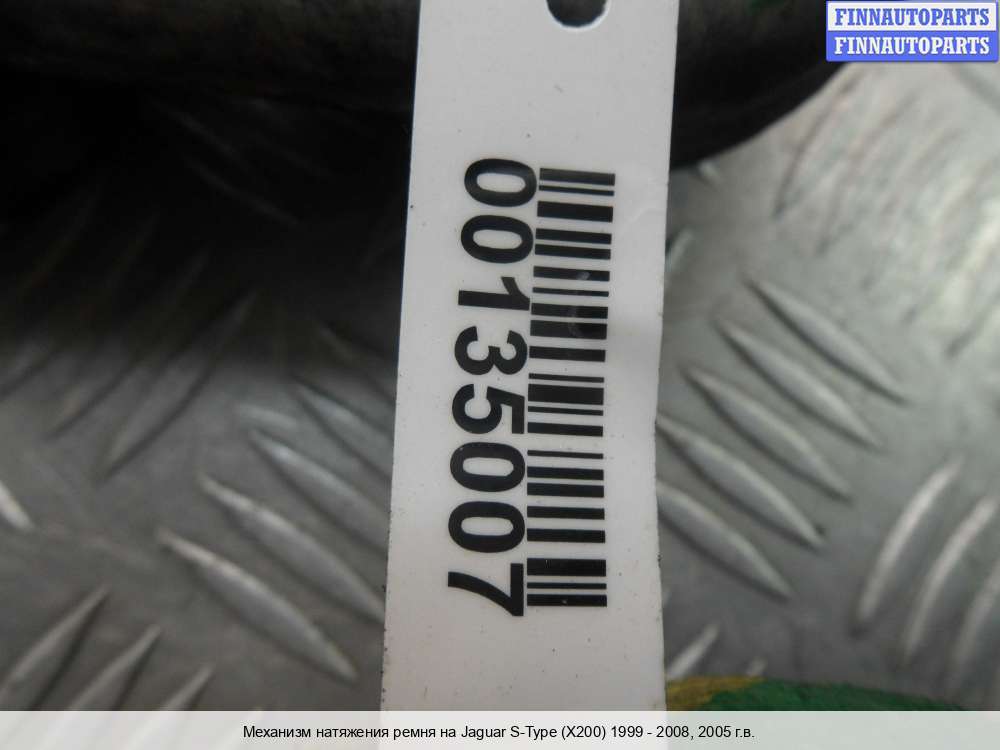 FINNAUTOPARTS
FINNAUTOPARTS
00135007
Механизм натяжения ремня на Jaguar S-Type (X200) 1999 - 2008, 2005 г.в.